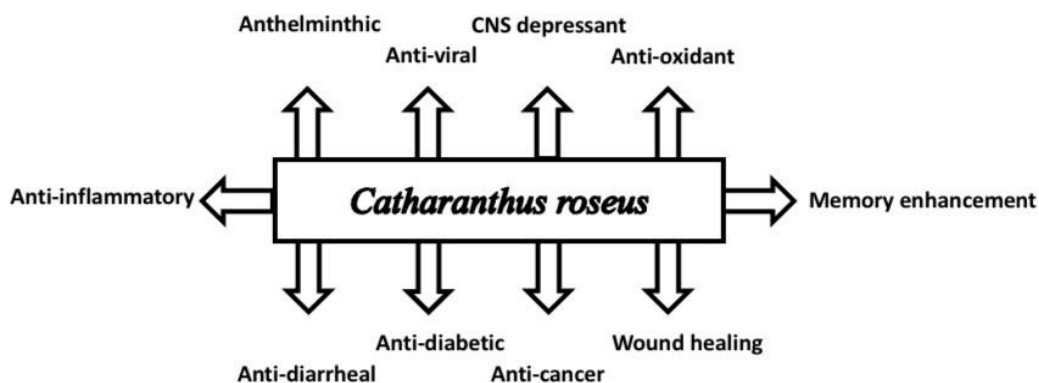 Anthelminthic
CNS depressant
Anti-viral
Anti-oxidant
Anti-inflammatory
Catharanthus roseus
Memory enhancement
Anti-diabetic
Wound healing
Anti-diarrheal
Anti-cancer